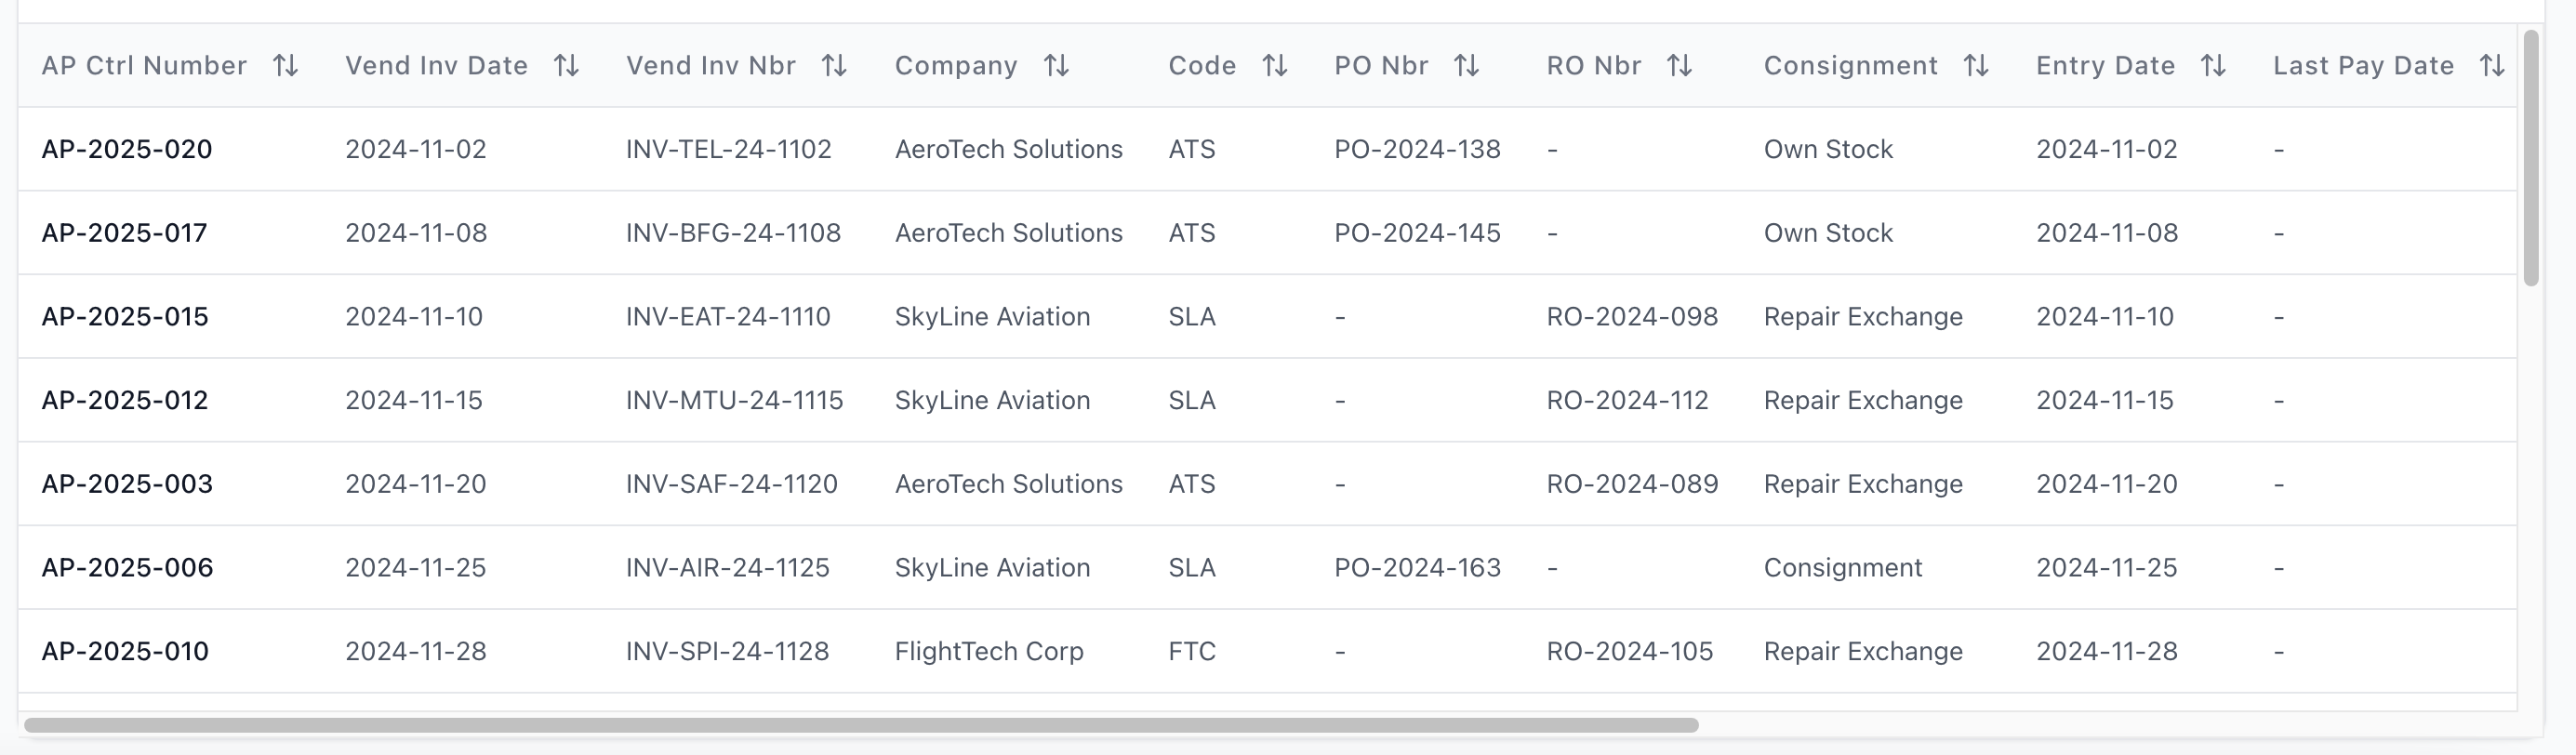 AP Ctrl Number Vend Inv Date Vend Inv Nbr Company Code PO Nbr RO Nbr Consignment Entry Date Last Pay Date
AP-2025-020 2024-11-02 INV-TEL-24-1102 AeroTech Solutions ATS PO-2024-138 - Own Stock 2024-11-02 -
AP-2025-017 2024-11-08 INV-BFG-24-1108 AeroTech Solutions ATS PO-2024-145 - Own Stock 2024-11-08 -
AP-2025-015 2024-11-10 INV-EAT-24-1110 SkyLine Aviation SLA - RO-2024-098 Repair Exchange 2024-11-10 -
AP-2025-012 2024-11-15 INV-MTU-24-1115 SkyLine Aviation SLA - RO-2024-112 Repair Exchange 2024-11-15 -
AP-2025-003 2024-11-20 INV-SAF-24-1120 AeroTech Solutions ATS - RO-2024-089 Repair Exchange 2024-11-20 -
AP-2025-006 2024-11-25 INV-AIR-24-1125 SkyLine Aviation SLA PO-2024-163 - Consignment 2024-11-25 -
AP-2025-010 2024-11-28 INV-SPI-24-1128 FlightTech Corp FTC - RO-2024-105 Repair Exchange 2024-11-28 -